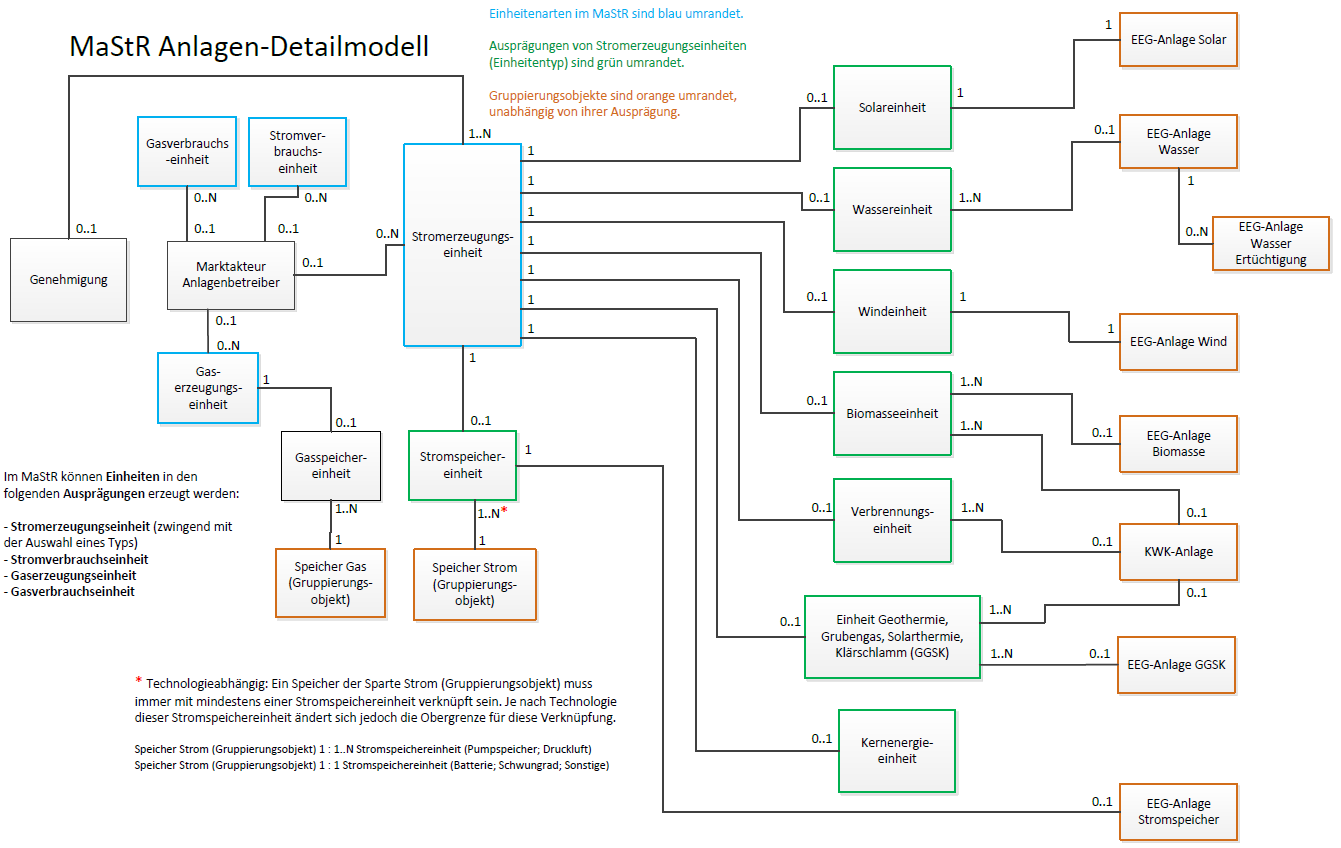 MaStR Anlagen-Detailmodell
Einheitenarten im MaStR sind blau umrandet.
Ausprägungen von Stromerzeugungseinheiten
(Einheitentyp) sind grün umrandet.
Gruppierungsobjekte sind orange umrandet,
unabhängig von ihrer Ausprägung.
Gasverbrauchs
-einheit
0..N
0..1
Stromver-
brauchs-
einheit
0..N
0..1
Genehmigung
0..1
1..N
Marktakteur
Anlagenbetreiber
0..1
0..N
0..1
0..N
Gas-
erzeugungs-
einheit
1
0..1
Gasspeicher-
einheit
1..N
1
Speicher Gas
(Gruppierungs-
objekt)
Stromerzeugungs-
einheit
1
0..1
Stromspeicher-
einheit
1
1..N*
1
Speicher Strom
(Gruppierungs-
objekt)
1
1
1
1
1
1
1
0..1
Solareinheit
1
1
EEG-Anlage Solar
0..1
Wassereinheit
1..N
0..1
EEG-Anlage
Wasser
1
0..N
EEG-Anlage
Wasser
Ertüchtigung
0..1
Windeinheit
1
1
EEG-Anlage Wind
0..1
Biomasseeinheit
1..N
1..N
0..1
EEG-Anlage
Biomasse
0..1
Verbrennungs-
einheit
1..N
0..1
0..1
KWK-Anlage
0..1
0..1
Einheit Geothermie,
Grubengas, Solarthermie,
Klärschlamm (GGSK)
1..N
1..N
0..1
EEG-Anlage GGSK
0..1
Kernenergie-
einheit
0..1
EEG-Anlage
Stromspeicher
Im MaStR können Einheiten in den
folgenden Ausprägungen erzeugt werden:
- Stromerzeugungseinheit (zwingend mit
der Auswahl eines Typs)
- Stromverbrauchseinheit
- Gaserzeugungseinheit
- Gasverbrauchseinheit
* Technologieabhängig: Ein Speicher der Sparte Strom (Gruppierungsobjekt) muss
immer mit mindestens einer Stromspeichereinheit verknüpft sein. Je nach Technologie
dieser Stromspeichereinheit ändert sich jedoch die Obergrenze für diese Verknüpfung.
Speicher Strom (Gruppierungsobjekt) 1 : 1..N Stromspeichereinheit (Pumpspeicher; Druckluft)
Speicher Strom (Gruppierungsobjekt) 1 : 1 Stromspeichereinheit (Batterie; Schwungrad; Sonstige)